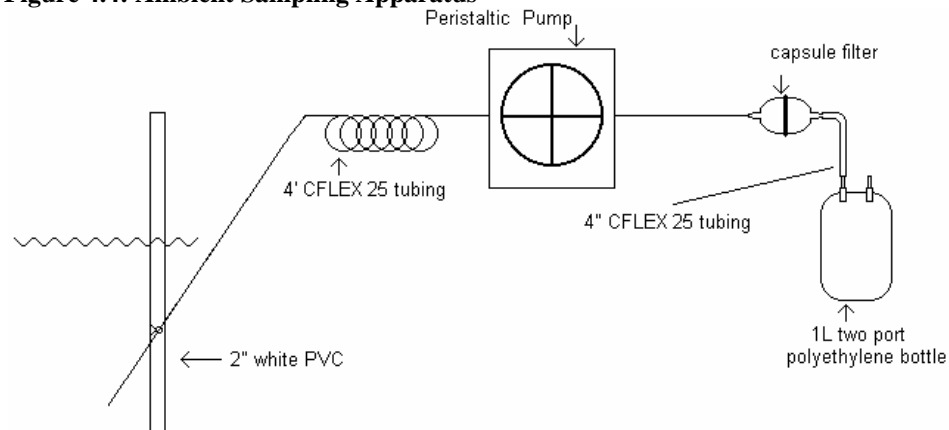 Figure 4.4. Ambient Sampling Apparatus
Peristaltic Pump
capsule filter
4' CFLEX 25 tubing
4" CFLEX 25 tubing
2" white PVC
1L two port
polyethylene bottle